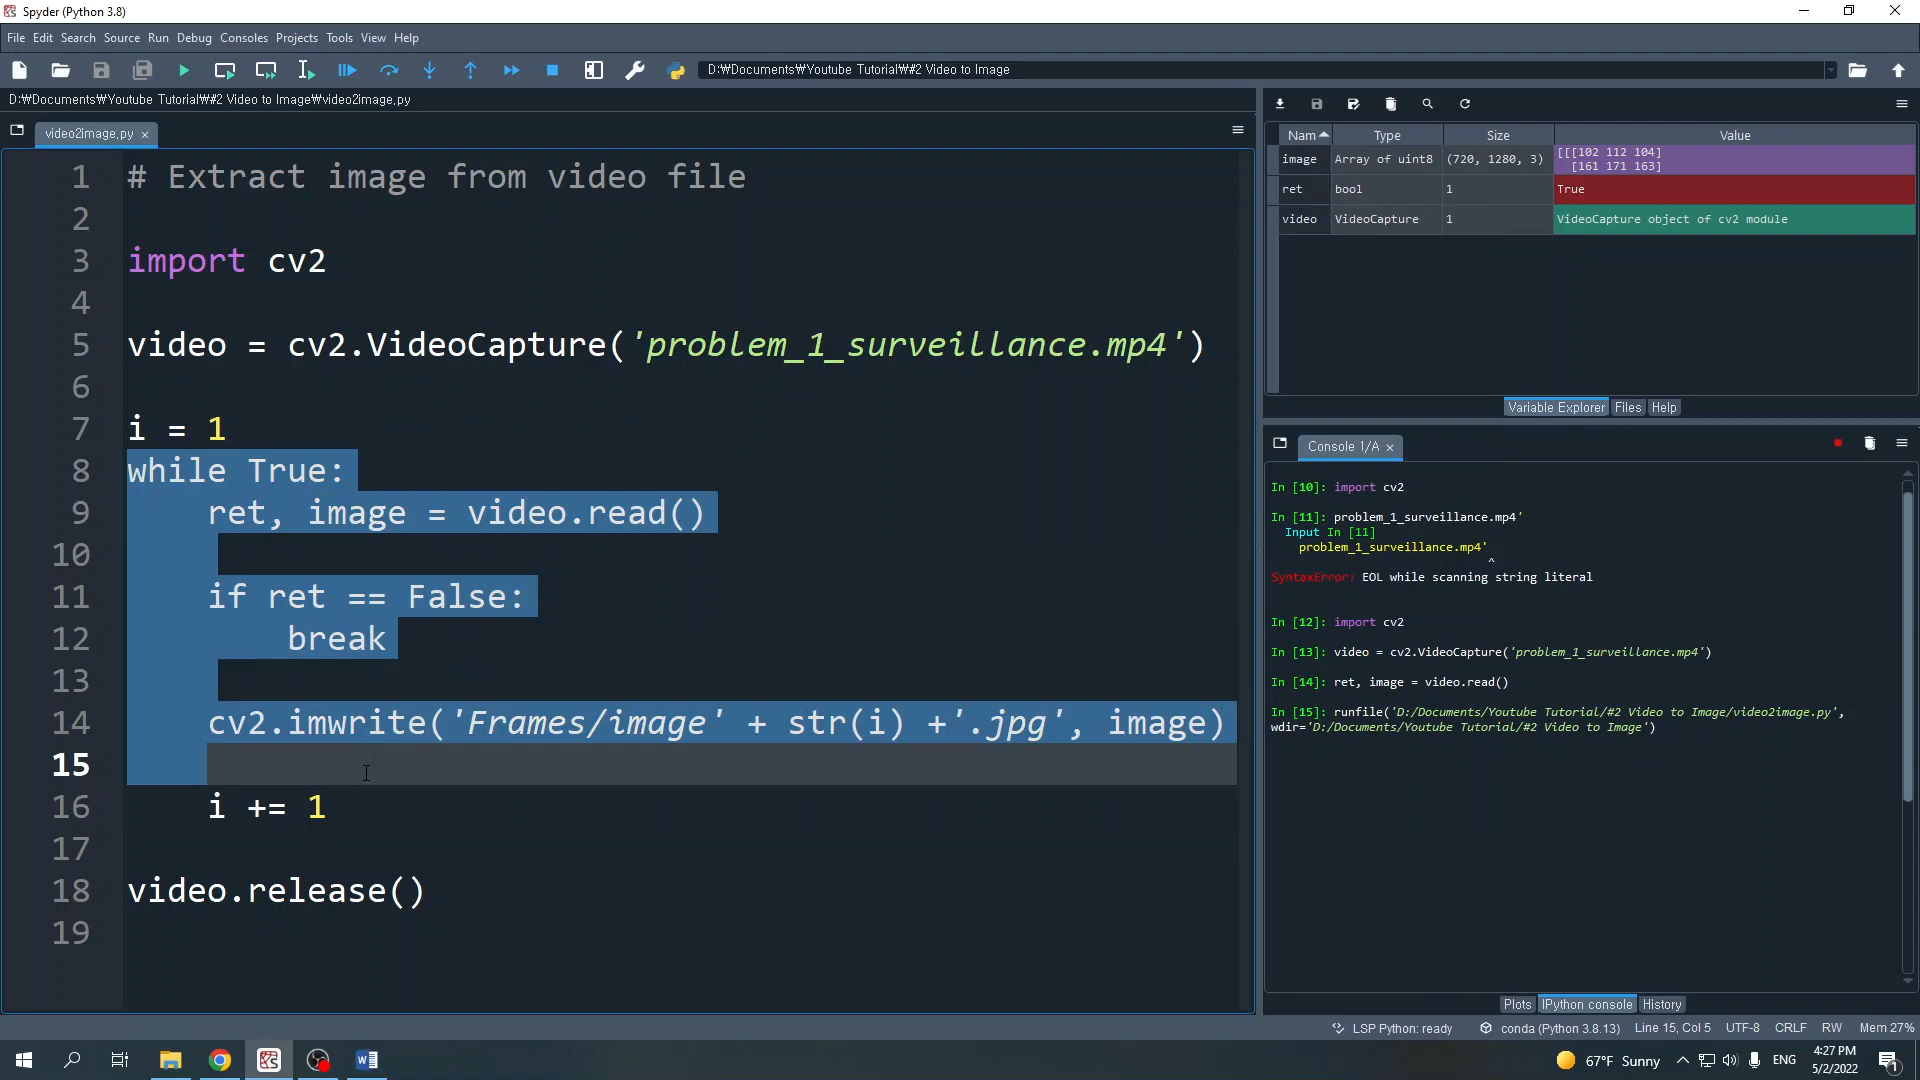 Spyder (Python 3.8)
File Edit Search Source Run Debug Consoles Projects Tools View Help
D:₩Documents₩Youtube Tutorial₩#2 Video to Image
D:₩Documents₩Youtube Tutorial₩#2 Video to Image₩video2image.py
video2image.py
1 # Extract image from video file
2
3 import cv2
4
5 video = cv2.VideoCapture('problem_1_surveillance.mp4')
6
7 i = 1
8 while True:
9 ret, image = video.read()
10
11 if ret == False:
12 break
13
14 cv2.imwrite('Frames/image' + str(i) +'.jpg', image)
15
16 i += 1
17
18 video.release()
19
Nam Type Size Value
image Array of uint8 (720, 1280, 3) [[[102 112 104]
[161 171 163]
ret bool 1 True
video VideoCapture 1 VideoCapture object of cv2 module
Variable Explorer Files Help
Console 1/A
In [10]: import cv2
In [11]: problem_1_surveillance.mp4'
Input In [11]
problem_1_surveillance.mp4'
^
SyntaxError: EOL while scanning string literal
In [12]: import cv2
In [13]: video = cv2.VideoCapture('problem_1_surveillance.mp4')
In [14]: ret, image = video.read()
In [15]: runfile('D:/Documents/Youtube Tutorial/#2 Video to Image/video2image.py',
wdir='D:/Documents/Youtube Tutorial/#2 Video to Image')
Plots IPython console History
LSP Python: ready conda (Python 3.8.13) Line 15, Col 5 UTF-8 CRLF RW Mem 27%
67°F Sunny ENG 4:27 PM
5/2/2022
1